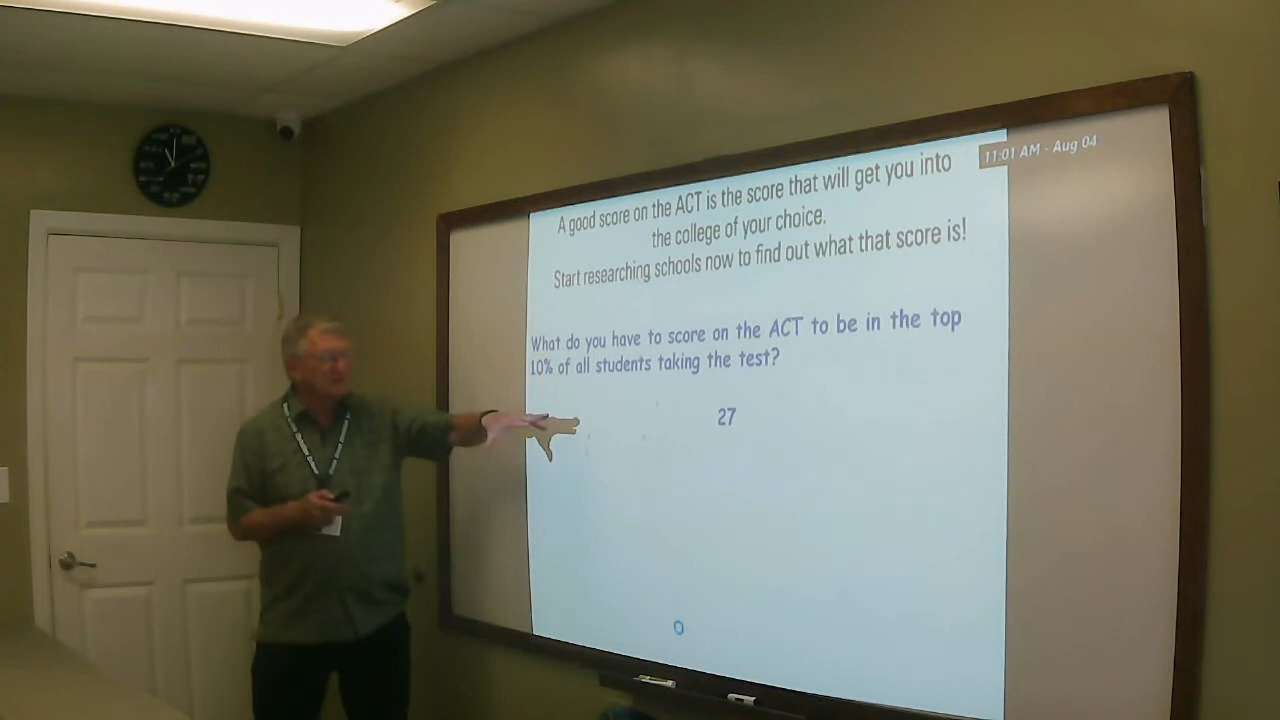 11:01 AM - Aug 04
A good score on the ACT is the score that will get you into
the college of your choice.
Start researching schools now to find out what that score is!
What do you have to score on the ACT to be in the top
10% of all students taking the test?
27